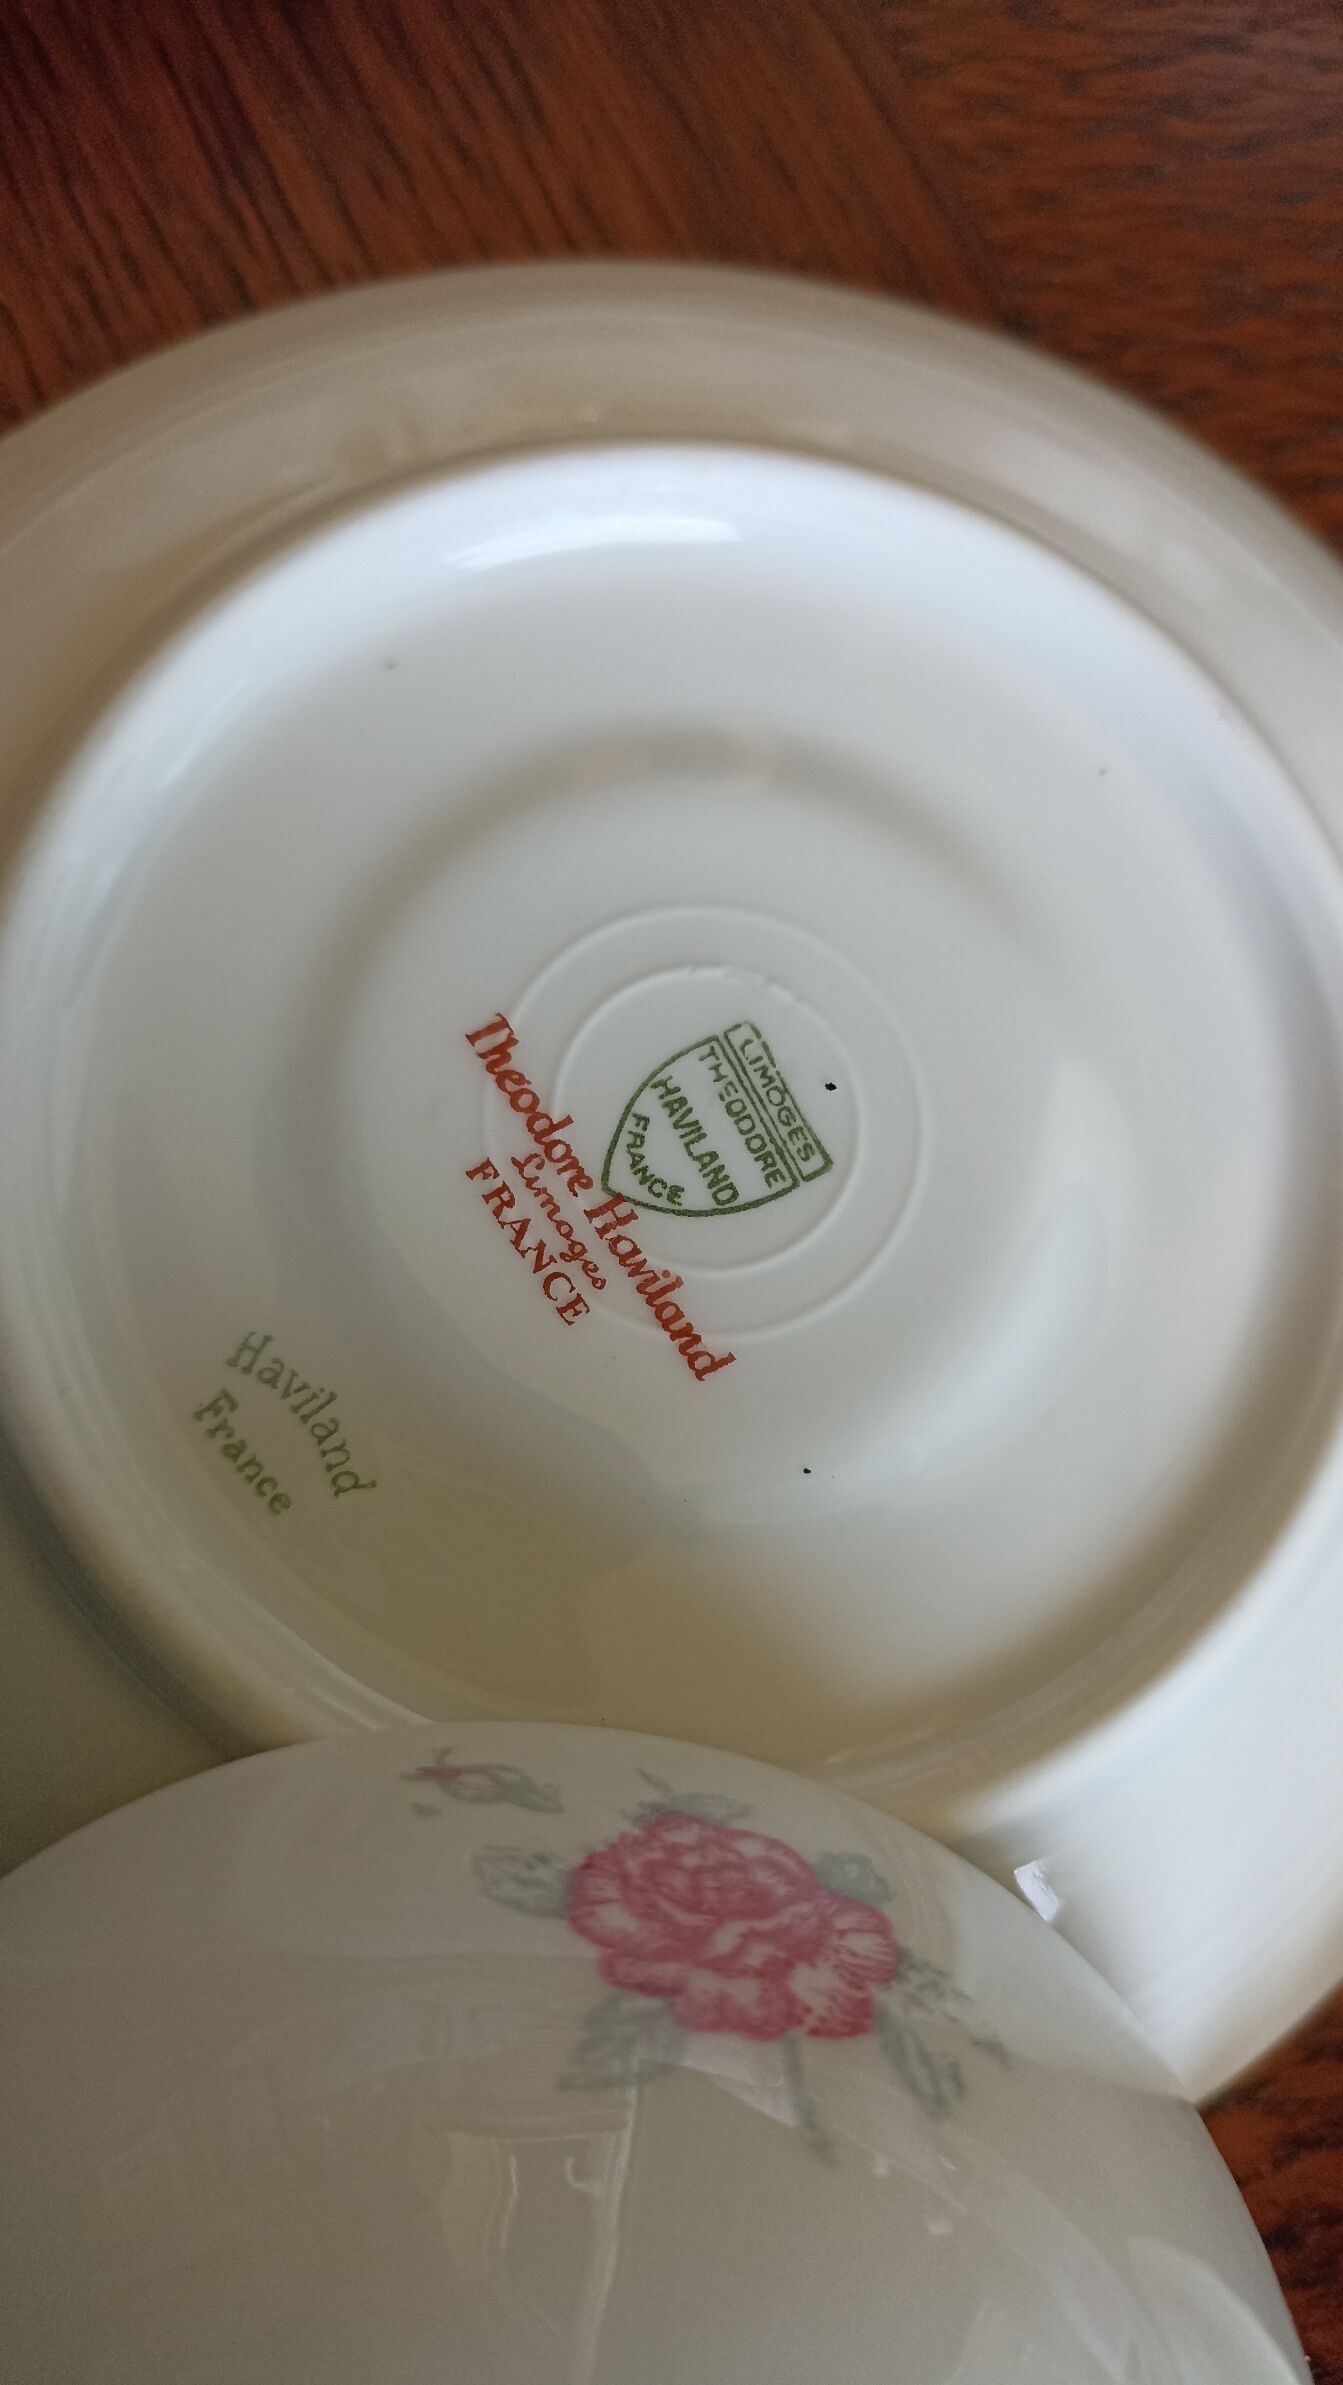 LIMOGES
THEODORE
HAVILAND
FRANCE
Theodore Haviland
Limoges
FRANCE
Haviland
France